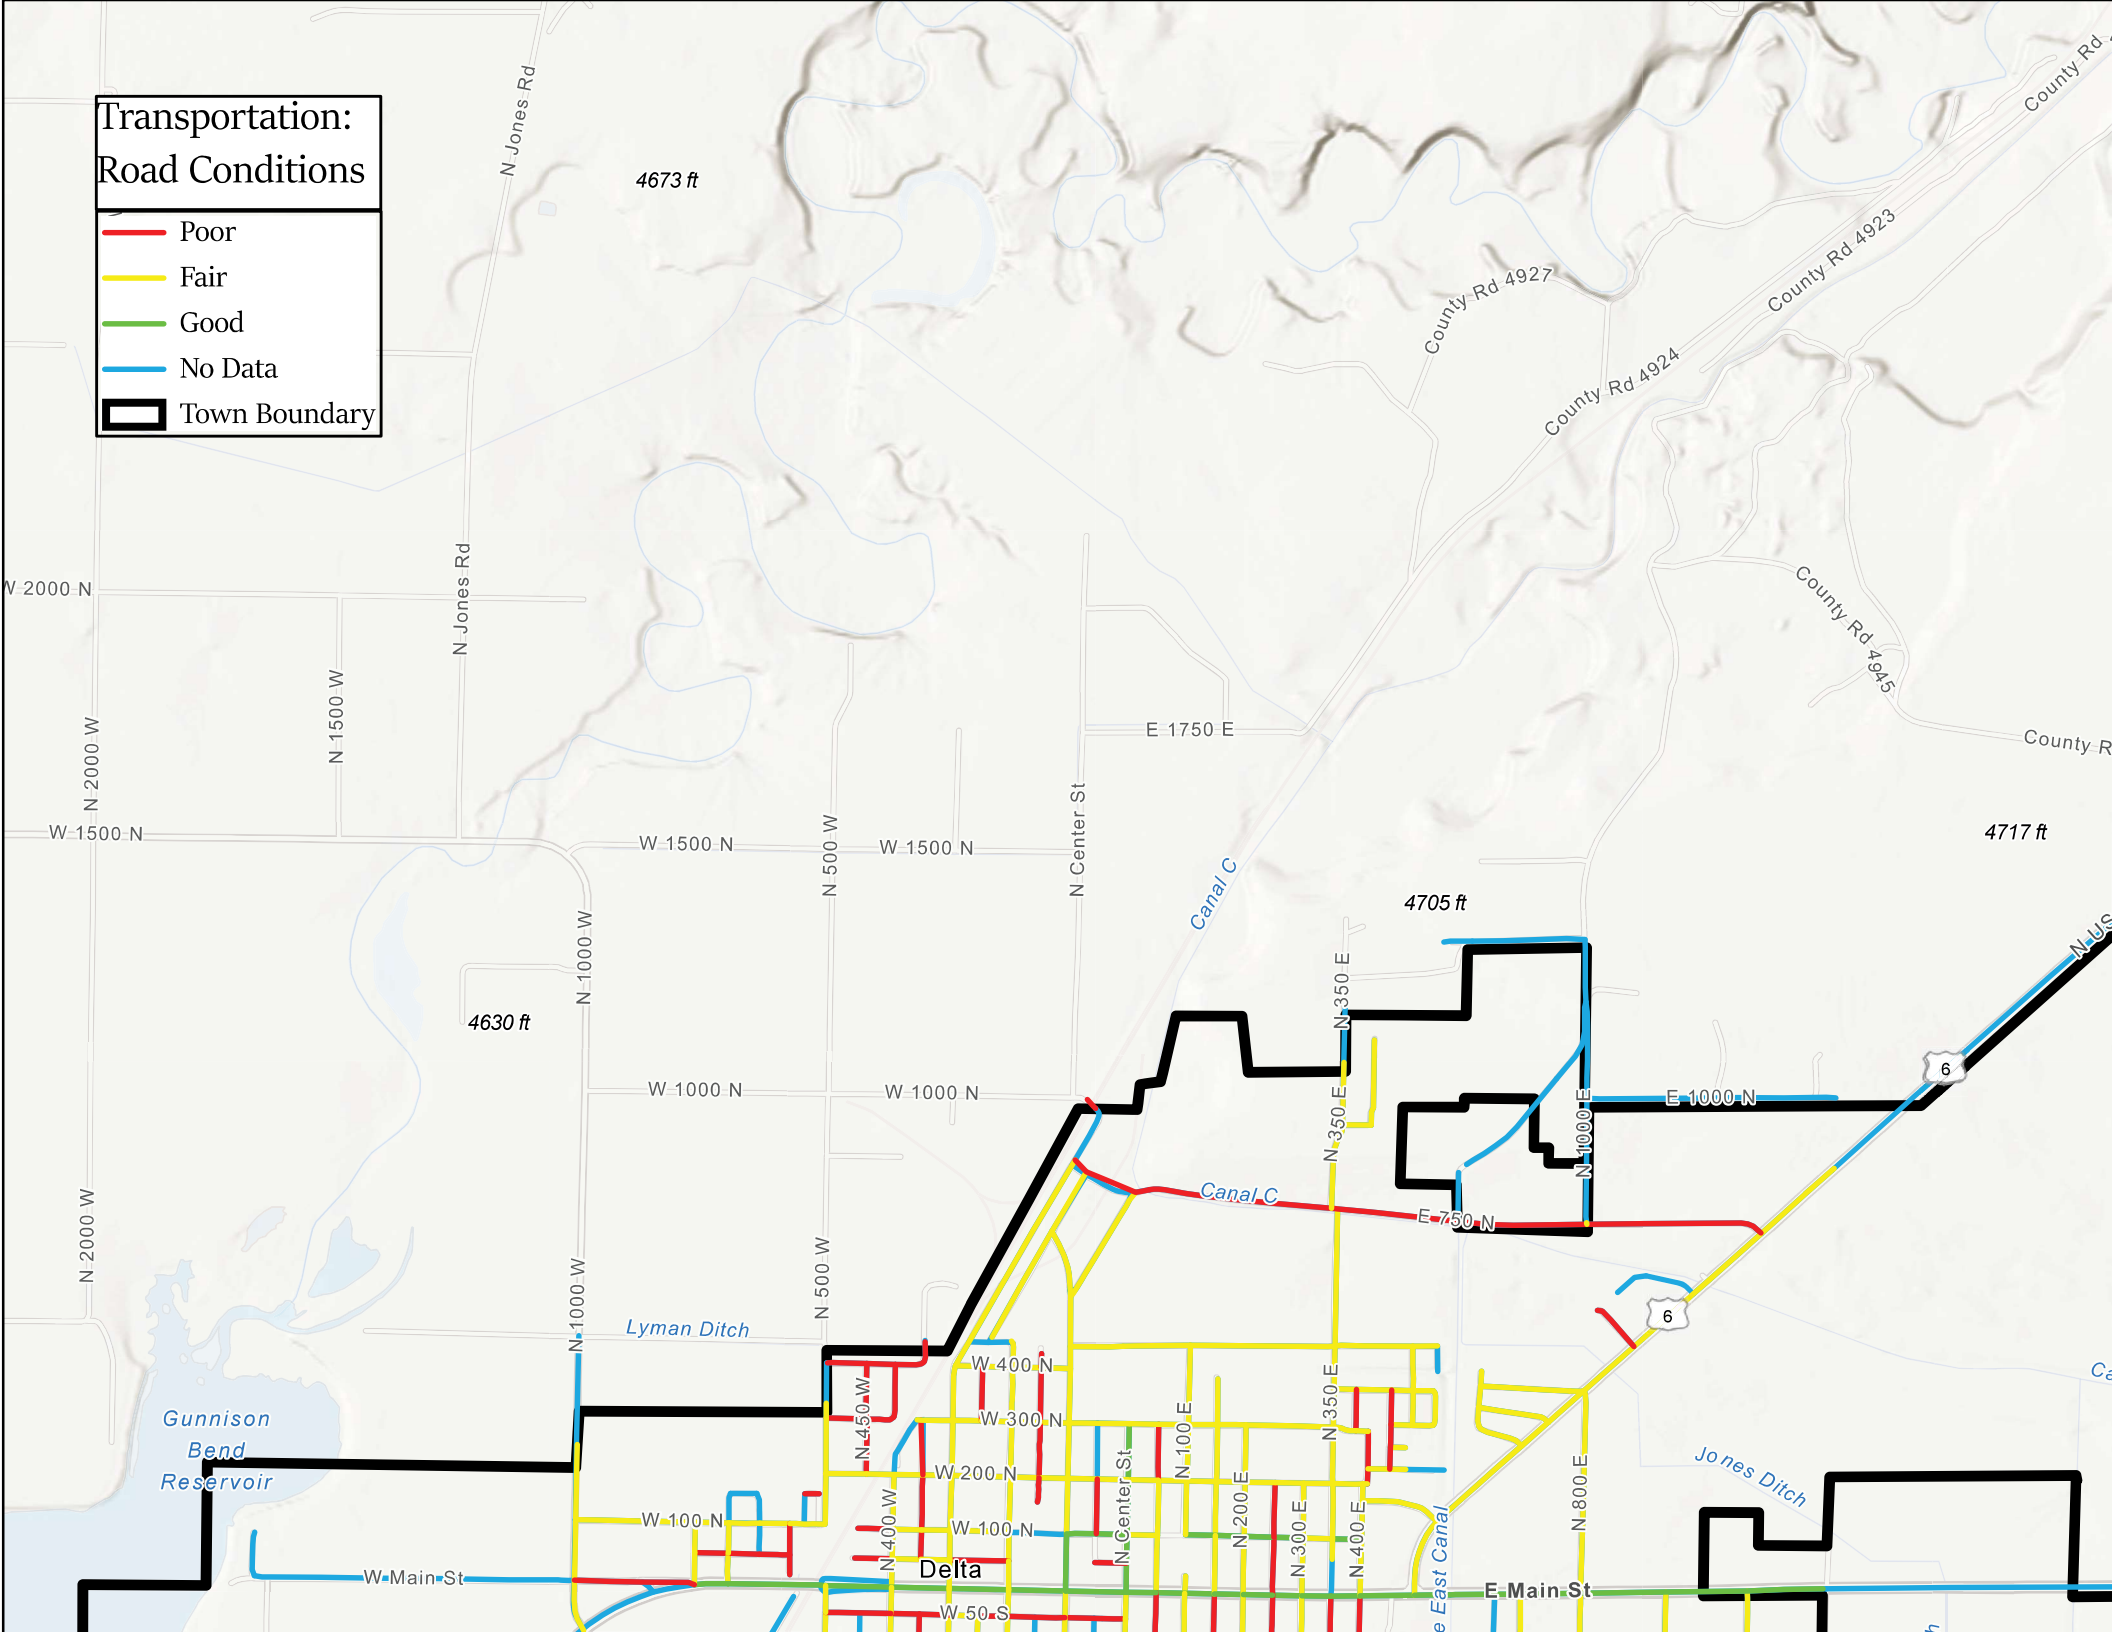 Transportation:
Road Conditions
Poor
Fair
Good
No Data
Town Boundary
N Jones Rd
4673 ft
County Rd
County Rd 4923
County Rd 4927
County Rd 4924
W 2000 N
N Jones Rd
County Rd 4945
N 1500 W
N 2000 W
E 1750 E
County R
W 1500 N
W 1500 N
W 1500 N
N 500 W
N Center St
4717 ft
Canal C
4705 ft
N 1000 W
N US
N 350 E
4630 ft
6
W 1000 N
W 1000 N
E 1000 N
N 350 E
N 1000 E
Canal C
E 750 N
N 2000 W
N 500 W
N 1000 W
Lyman Ditch
6
W 400 N
Ca
N 350 E
N 450 W
Gunnison
Bend
Reservoir
W 300 N
N 100 E
W 200 N
Jones Ditch
N Center St
N 200 E
N 800 E
W 100 N
W 100 N
N 400 W
N 300 E
N 400 E
Delta
W Main St
E Main St
e East Canal
W 50 S
h